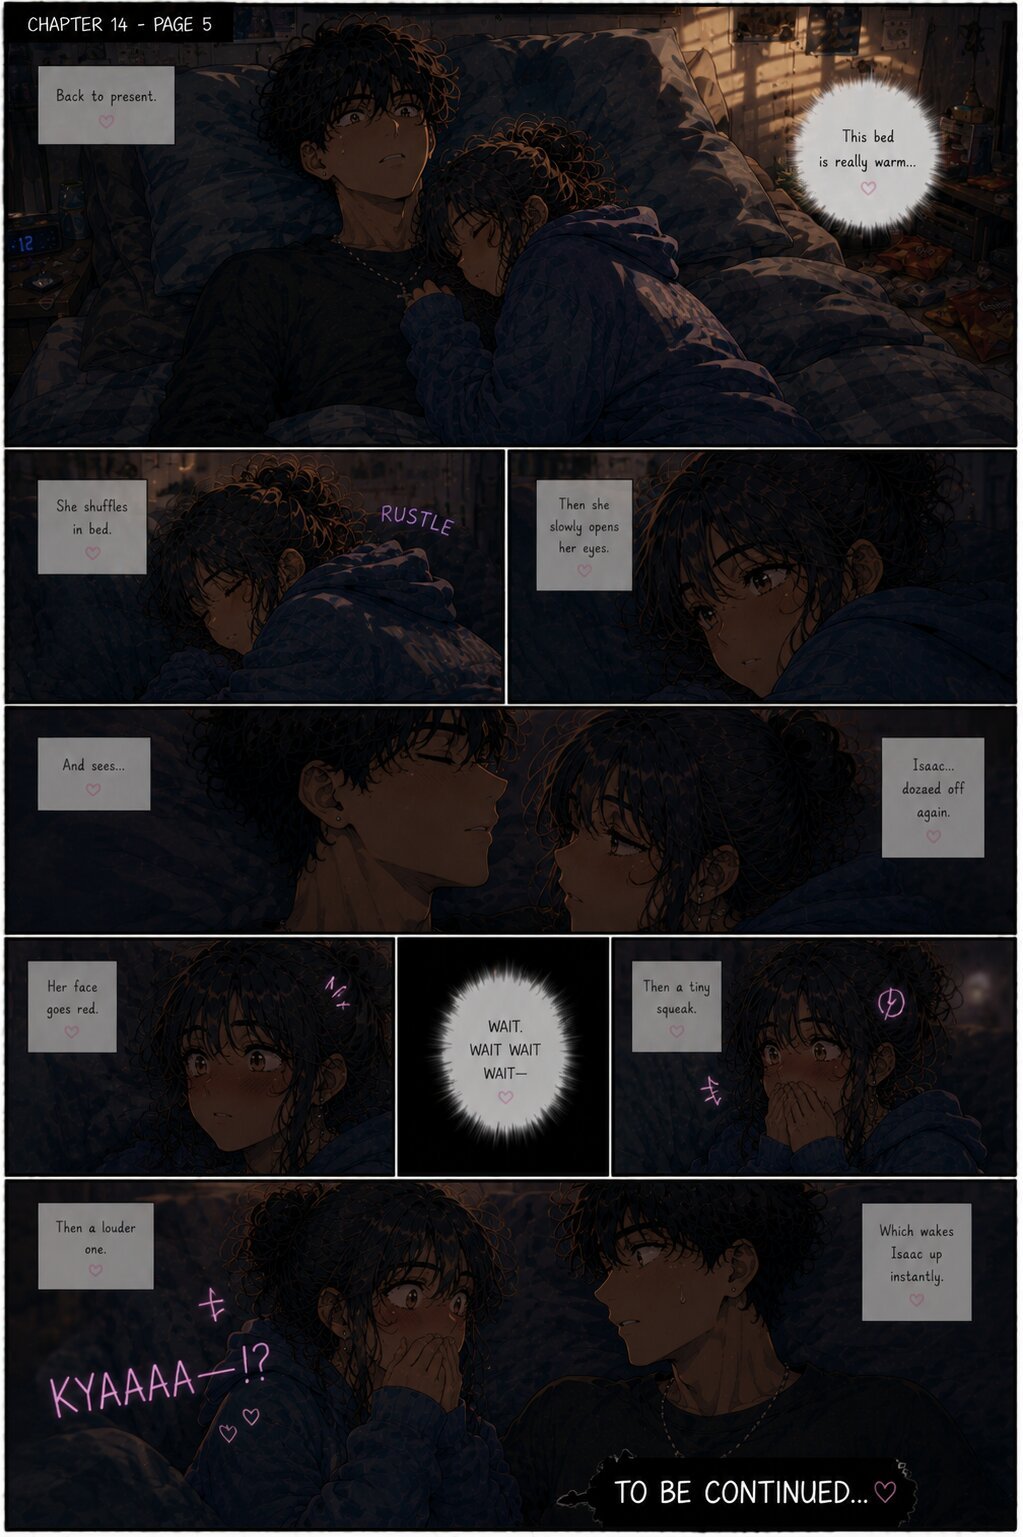 CHAPTER 14 - PAGE 5
Back to present.
This bed
is really warm...
12
She shuffles
in bed.
RUSTLE
Then she
slowly opens
her eyes.
And sees...
Isaac...
dozaed off
again.
Her face
goes red.
WAIT.
WAIT WAIT
WAIT—
Then a tiny
squeak.
Then a louder
one.
Which wakes
Isaac up
instantly.
KYAAAA—!?
TO BE CONTINUED...